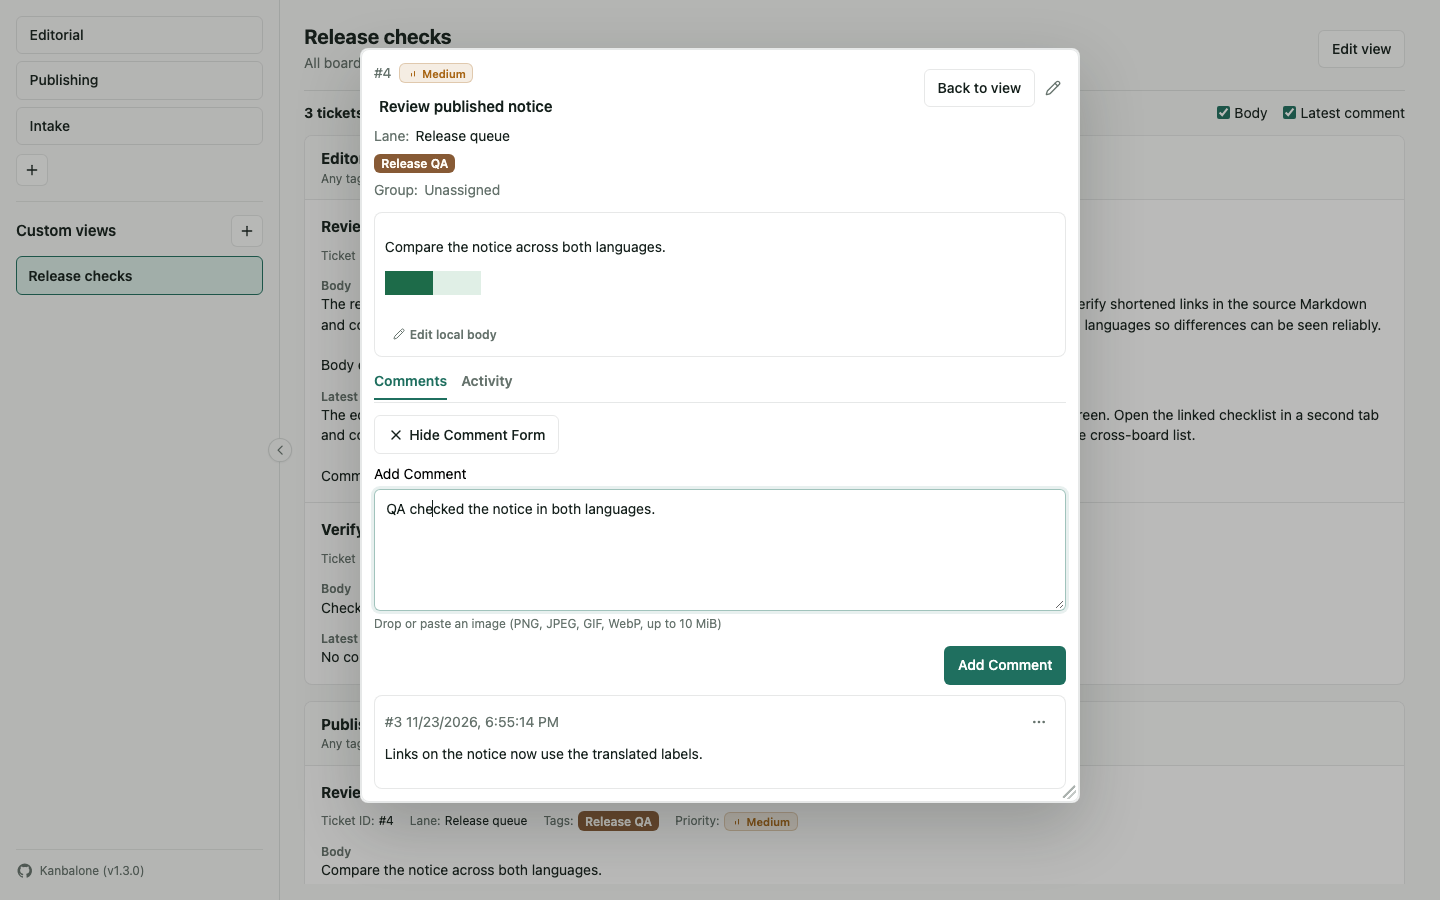 Editorial
Publishing
Intake
Custom views
Release checks
Kanbalone (v1.3.0)
Release checks
All board
Edit view
3 tickets
Body
Latest comment
Edito
Any tag
Revie
Ticket
Body
The re
erify shortened links in the source Markdown
and co
languages so differences can be seen reliably.
Body
Latest
The ed
reen. Open the linked checklist in a second tab
and co
e cross-board list.
Comm
Verify
Ticket
Body
Check
Latest
No co
Publis
Any tag
Revie
Ticket ID: #4 Lane: Release queue Tags: Release QA Priority: Medium
Body
Compare the notice across both languages.
#4 Medium
Back to view
Review published notice
Lane: Release queue
Release QA
Group: Unassigned
Compare the notice across both languages.
Edit local body
Comments Activity
Hide Comment Form
Add Comment
QA checked the notice in both languages.
Drop or paste an image (PNG, JPEG, GIF, WebP, up to 10 MiB)
Add Comment
#3 11/23/2026, 6:55:14 PM
Links on the notice now use the translated labels.